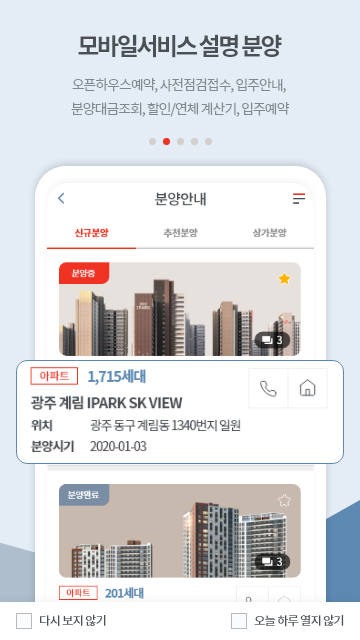 모바일서비스 설명 분양
오픈하우스예약, 사전점검접수, 입주안내,
분양대금조회, 할인/연체 계산기, 입주예약
분양안내
신규분양 추천분양 상가분양
분양중
3
아파트 1,715세대
광주 계림 IPARK SK VIEW
위치 광주 동구 계림동 1340번지 일원
분양시기 2020-01-03
분양완료
3
아파트 201세대
다시 보지 않기 오늘 하루 열지 않기